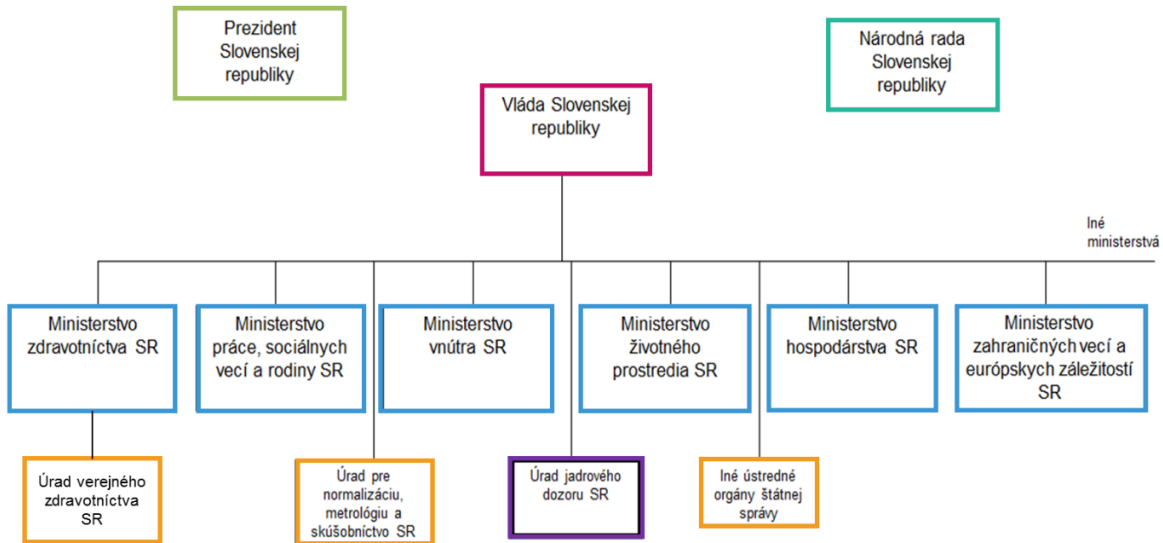 Prezident
Slovenskej
republiky
Národná rada
Slovenskej
republiky
Vláda Slovenskej
republiky
Iné
ministerstvá
Ministerstvo
zdravotníctva SR
Ministerstvo
práce, sociálnych
vecí a rodiny SR
Ministerstvo
vnútra SR
Ministerstvo
životného
prostredia SR
Ministerstvo
hospodárstva SR
Ministerstvo
zahraničných vecí a
európskych záležitostí
SR
Úrad verejného
zdravotníctva
SR
Úrad pre
normalizáciu,
metrológiu a
skúšobníctvo SR
Úrad jadrového
dozoru SR
Iné ústredné
orgány štátnej
správy